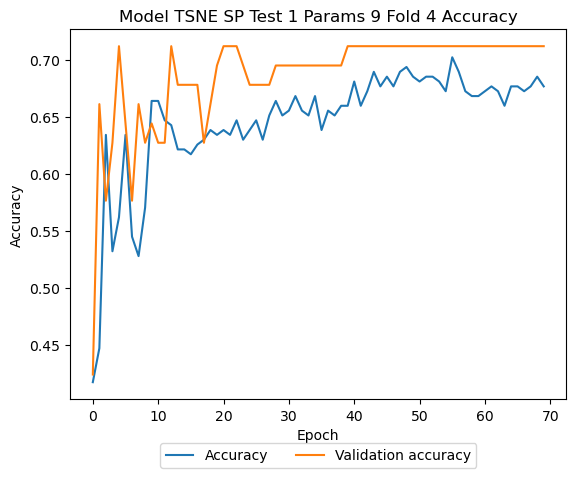 Model TSNE SP Test 1 Params 9 Fold 4 Accuracy
Accuracy
0.70
0.65
0.60
0.55
0.50
0.45
0 10 20 30 40 50 60 70
Epoch
Accuracy Validation accuracy